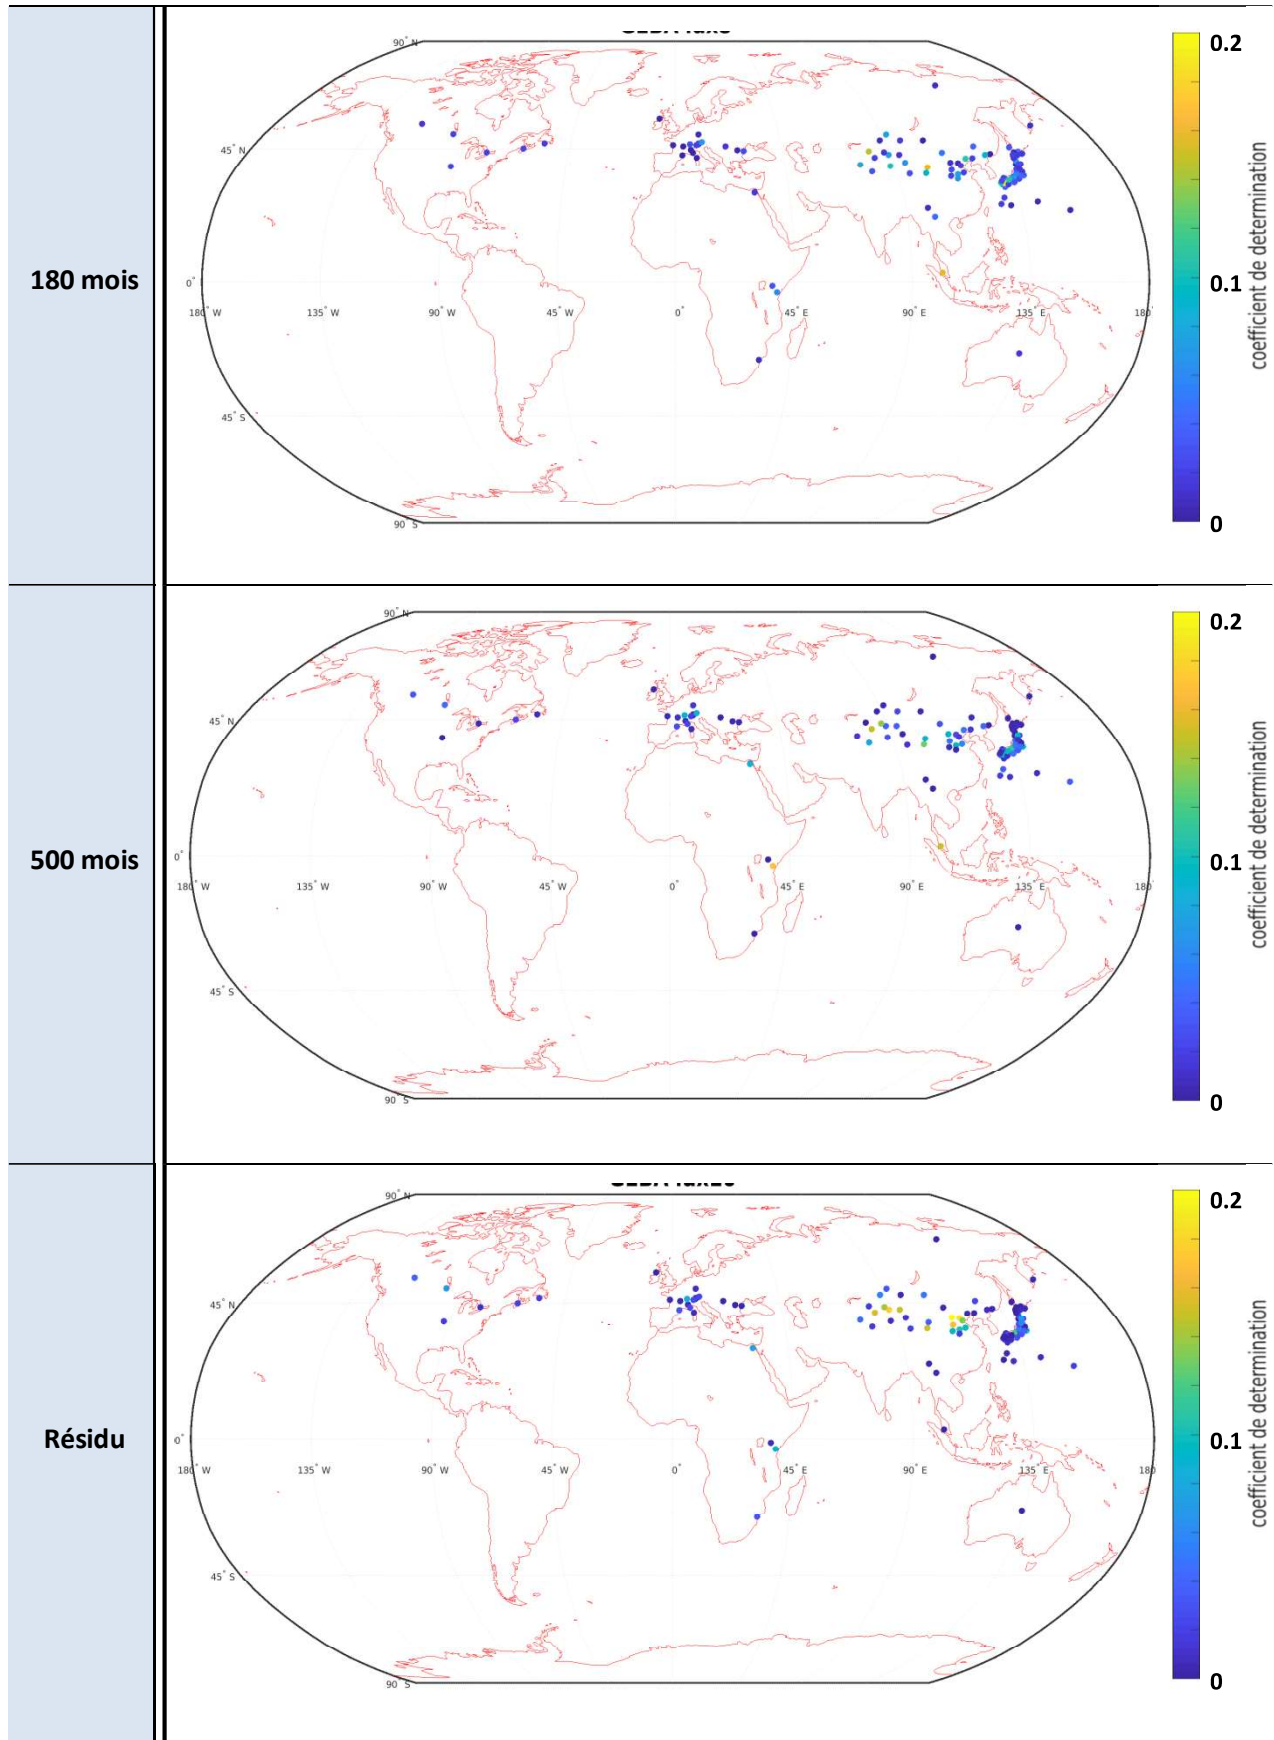 90° N
0.2
45° N
180 mois
0°
0.1
180° W
135° W
90° W
45° W
0°
45° E
90° E
135 E
180°
coefficient de determination
45° S
90° S
0
90° N
0.2
45° N
500 mois
0°
0.1
180° W
135° W
90° W
45° W
0°
45° E
90° E
135 E
180°
coefficient de determination
45° S
90° S
0
90° N
0.2
45° N
Résidu
0°
0.1
180° W
135° W
90° W
45° W
0°
45° E
90° E
135 E
180
coefficient de determination
45° S
90° S
0